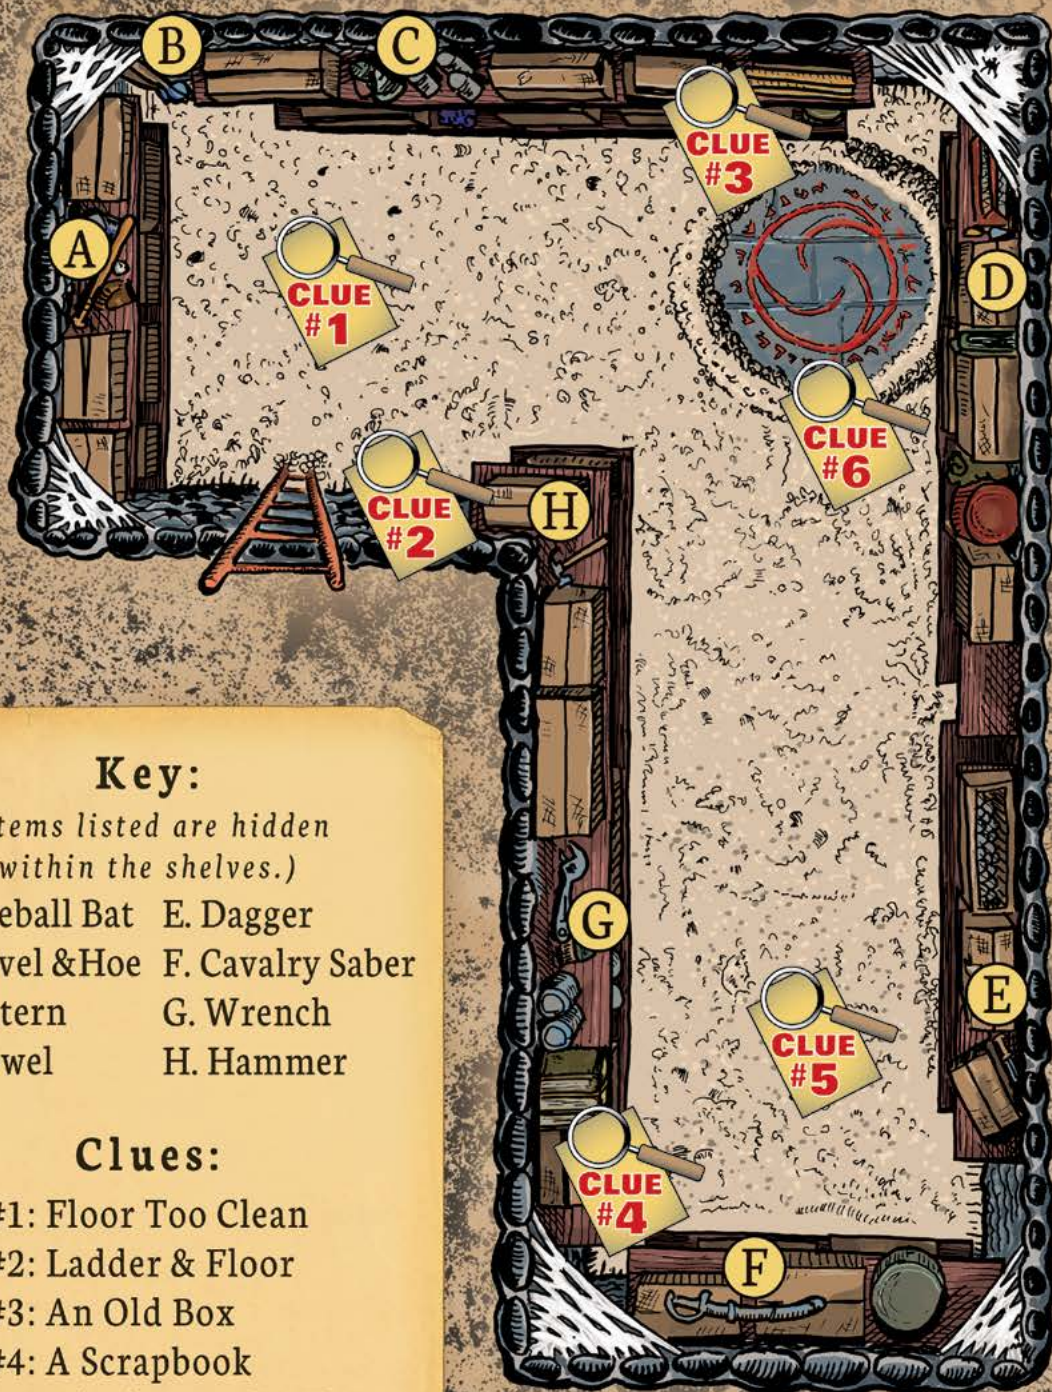 B
C
CLUE
#3
A
D
CLUE
#1
CLUE
#6
CLUE
#2
H
Key:
tems listed are hidden
within the shelves.)
eball Bat E. Dagger
vel &Hoe F. Cavalry Saber
tern G. Wrench
wel H. Hammer
G
E
CLUE
#5
Clues:
#1: Floor Too Clean
#2: Ladder & Floor
#3: An Old Box
#4: A Scrapbook
CLUE
#4
F